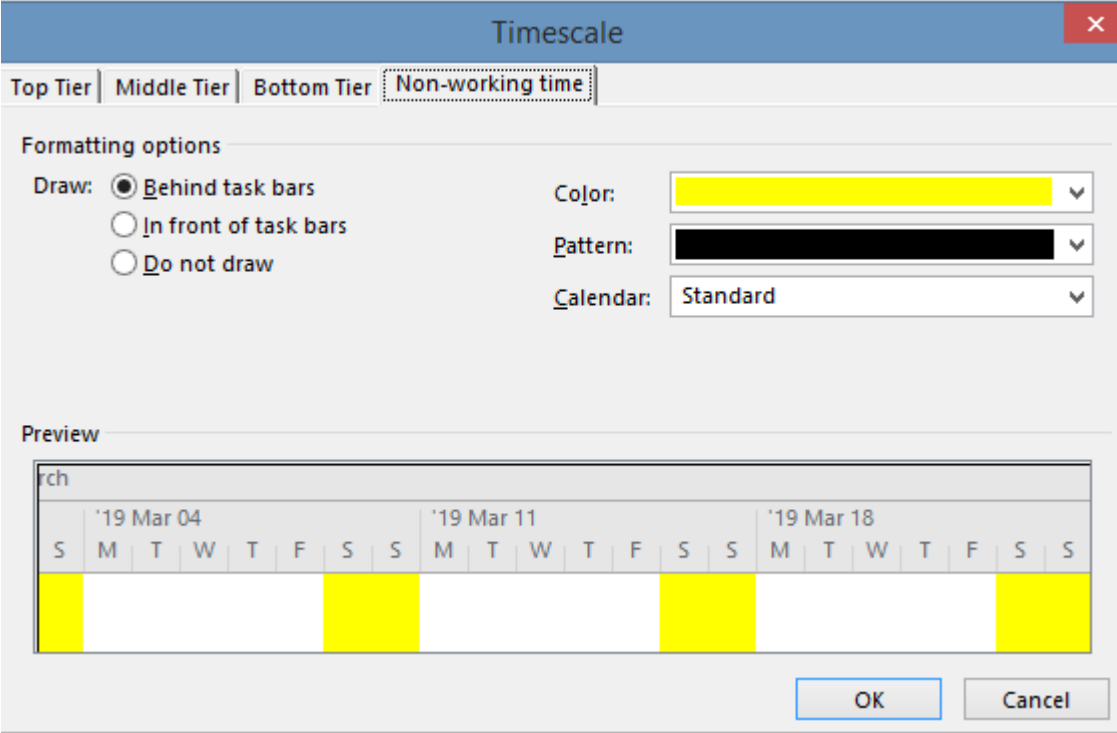 Timescale
Top Tier Middle Tier Bottom Tier Non-working time
Formatting options
Draw: Behind task bars
In front of task bars
Do not draw
Color:
Pattern:
Calendar: Standard
Preview
rch
'19 Mar 04 '19 Mar 11 '19 Mar 18
S M T W T F S S M T W T F S S M T W T F S S
OK Cancel